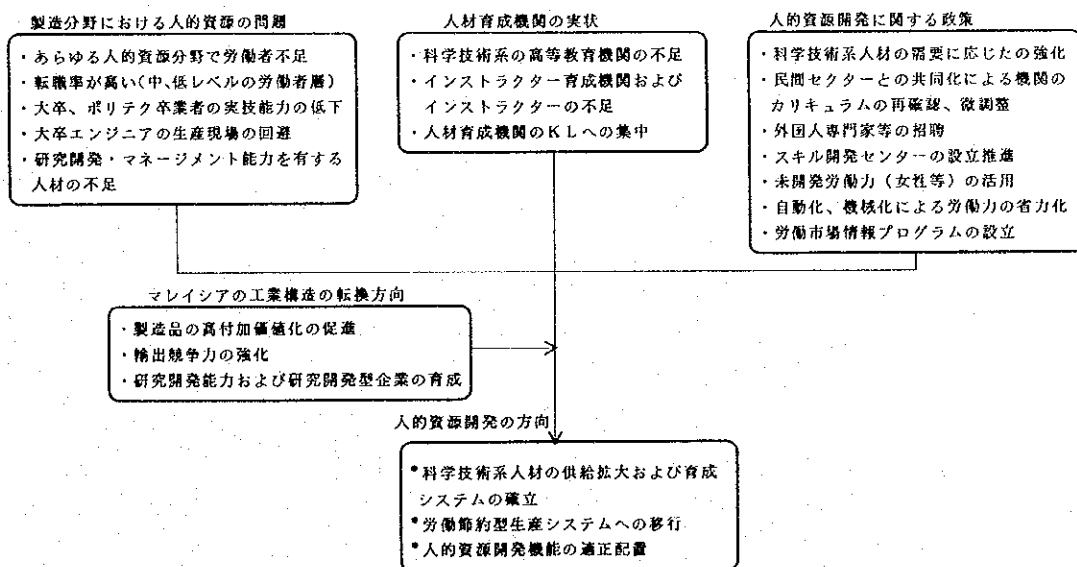 製造分野における人的資源の問題
・あらゆる人的資源分野で労働者不足
・転職率が高い(中、低レベルの労働者層)
・大卒、ポリテク卒業者の実技能力の低下
・大卒エンジニアの生産現場の回避
・研究開発・マネージメント能力を有する
人材の不足
人材育成機関の実状
・科学技術系の高等教育機関の不足
・インストラクター育成機関および
インストラクターの不足
・人材育成機関のKLへの集中
人的資源開発に関する政策
・科学技術系人材の需要に応じたの強化
・民間セクターとの共同化による機関の
カリキュラムの再確認、微調整
・外国人専門家等の招聘
・スキル開発センターの設立推進
・未開発労働力(女性等)の活用
・自動化、機械化による労働力の省力化
・労働市場情報プログラムの設立
マレイシアの工業構造の転換方向
・製造品の高付加価値化の促進
・輸出競争力の強化
・研究開発能力および研究開発型企業の育成
人的資源開発の方向
*科学技術系人材の供給拡大および育成
システムの確立
*労働節約型生産システムへの移行
*人的資源開発機能の適正配置